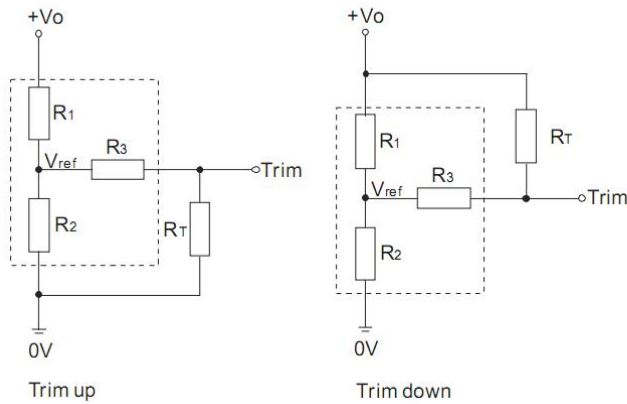 +Vo
R1
Vref
R3
Trim
R2
RT
0V
Trim up
+Vo
R1
RT
Vref
R3
Trim
R2
0V
Trim down